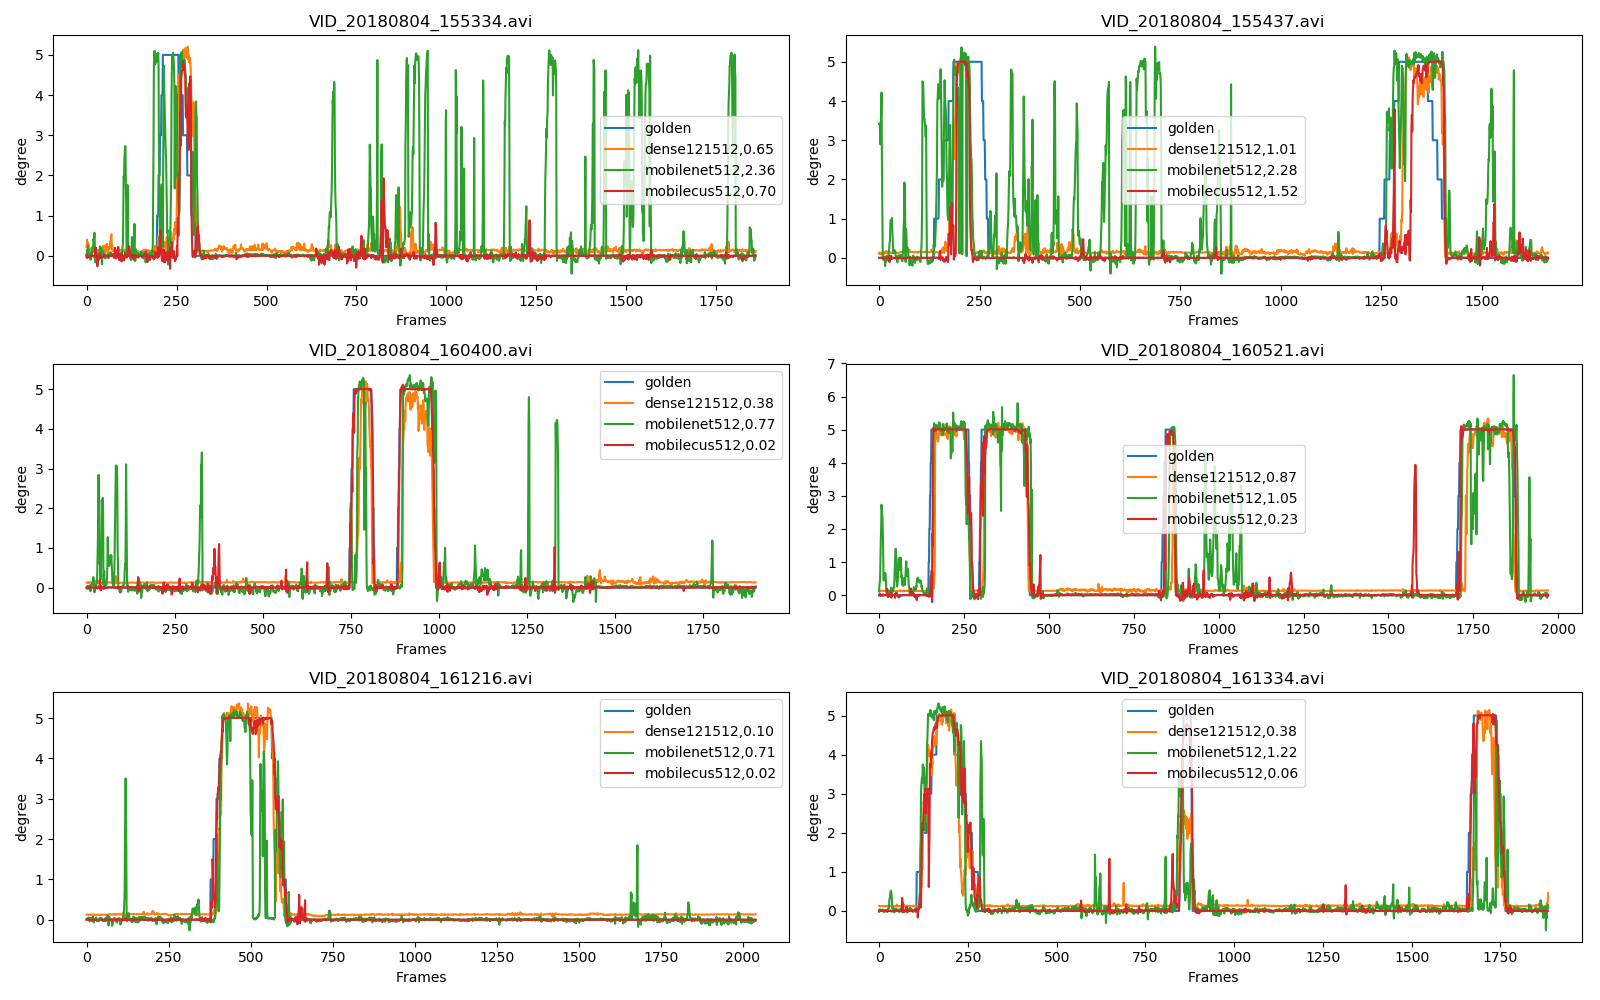 VID_20180804_155334.avi
degree
5
4
3
2
1
0
golden
dense121512,0.65
mobilenet512,2.36
mobilecus512,0.70
0 250 500 750 1000 1250 1500 1750
Frames
VID_20180804_155437.avi
degree
5
4
3
2
1
0
golden
dense121512,1.01
mobilenet512,2.28
mobilecus512,1.52
0 250 500 750 1000 1250 1500
Frames
VID_20180804_160400.avi
degree
5
4
3
2
1
0
golden
dense121512,0.38
mobilenet512,0.77
mobilecus512,0.02
0 250 500 750 1000 1250 1500 1750
Frames
VID_20180804_160521.avi
degree
7
6
5
4
3
2
1
0
golden
dense121512,0.87
mobilenet512,1.05
mobilecus512,0.23
0 250 500 750 1000 1250 1500 1750 2000
Frames
VID_20180804_161216.avi
degree
5
4
3
2
1
0
golden
dense121512,0.10
mobilenet512,0.71
mobilecus512,0.02
0 250 500 750 1000 1250 1500 1750 2000
Frames
VID_20180804_161334.avi
degree
5
4
3
2
1
0
golden
dense121512,0.38
mobilenet512,1.22
mobilecus512,0.06
0 250 500 750 1000 1250 1500 1750
Frames